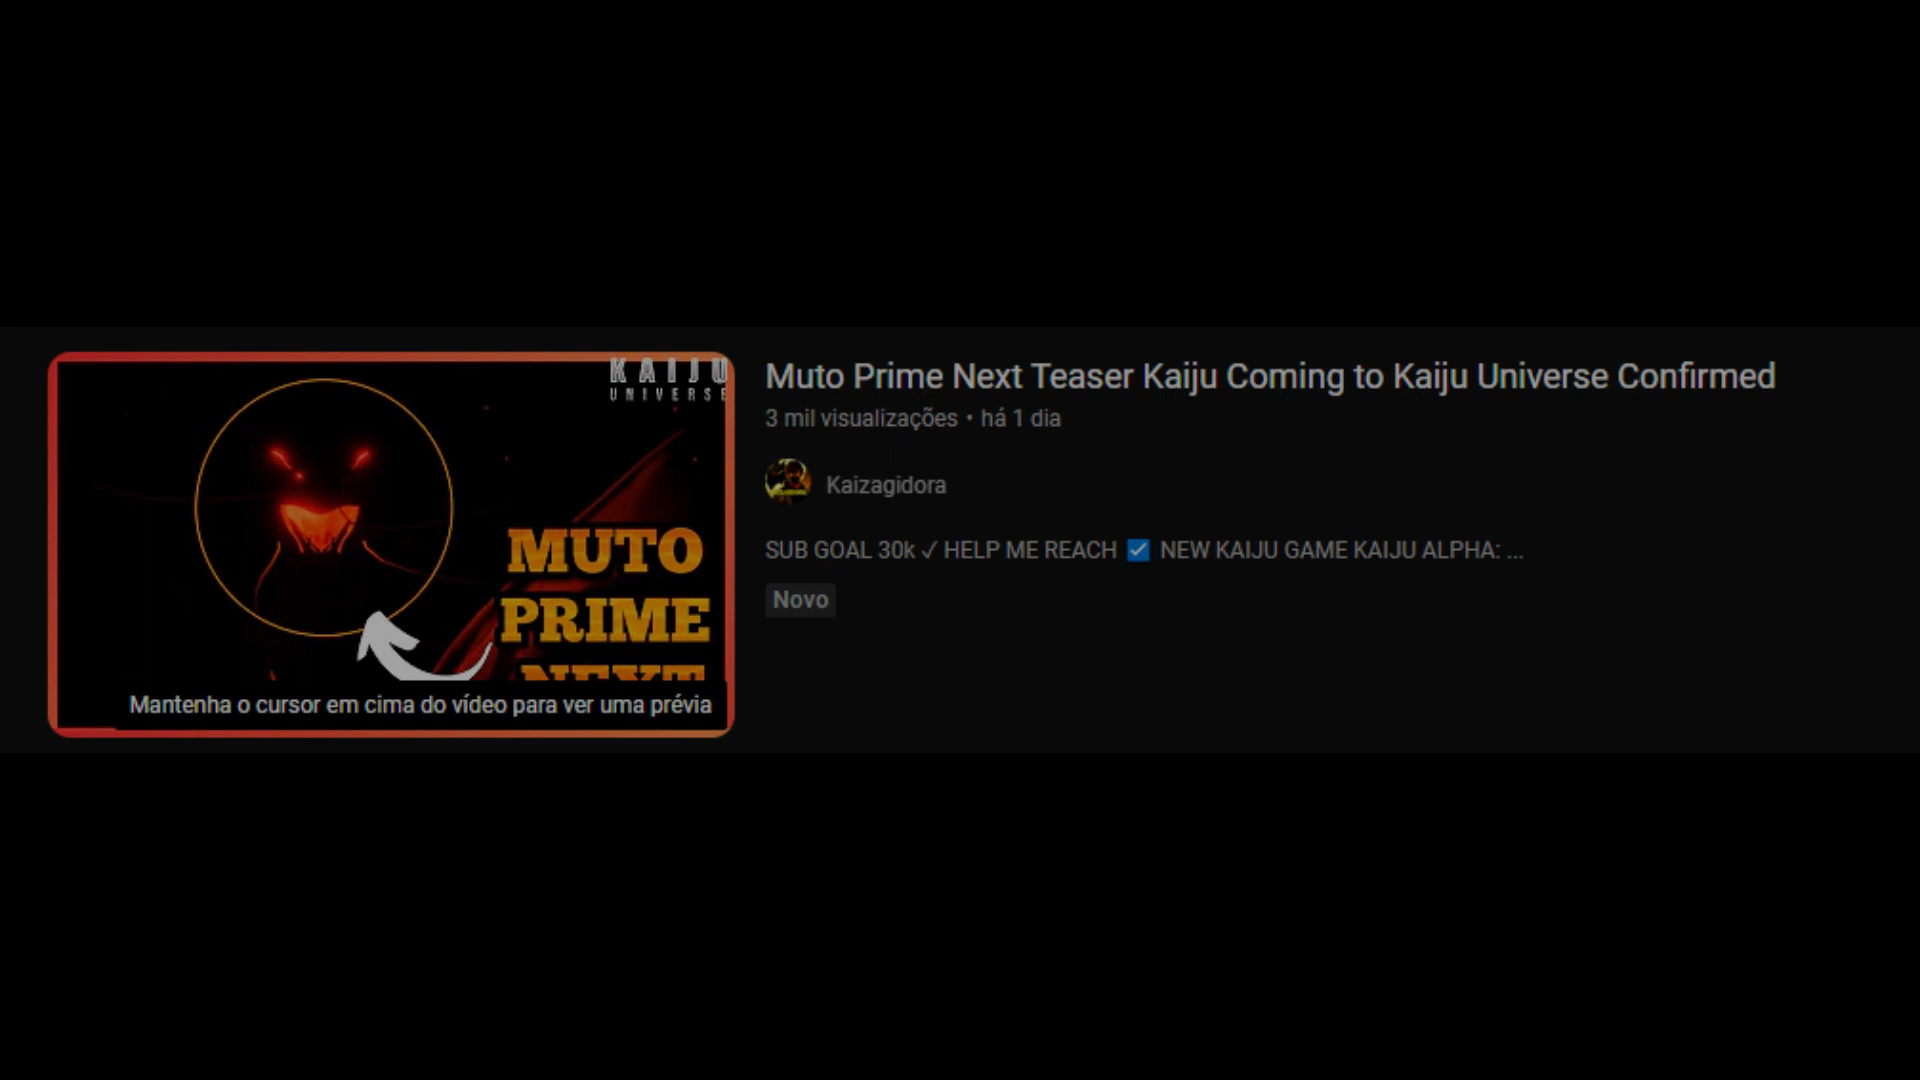 KAIJU
UNIVERSE
MUTO
PRIME
NEXT
Mantenha o cursor em cima do vídeo para ver uma prévia
Muto Prime Next Teaser Kaiju Coming to Kaiju Universe Confirmed
3 mil visualizações • há 1 dia
Kaizagidora
SUB GOAL 30k ✓ HELP ME REACH ☑️ NEW KAIJU GAME KAIJU ALPHA: ...
Novo